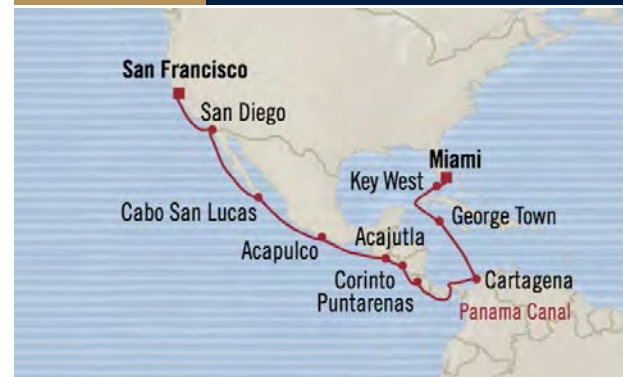 San Francisco
San Diego
Miami
Key West
Cabo San Lucas
George Town
Acapulco
Acajutla
Corinto
Cartagena
Puntarenas
Panama Canal